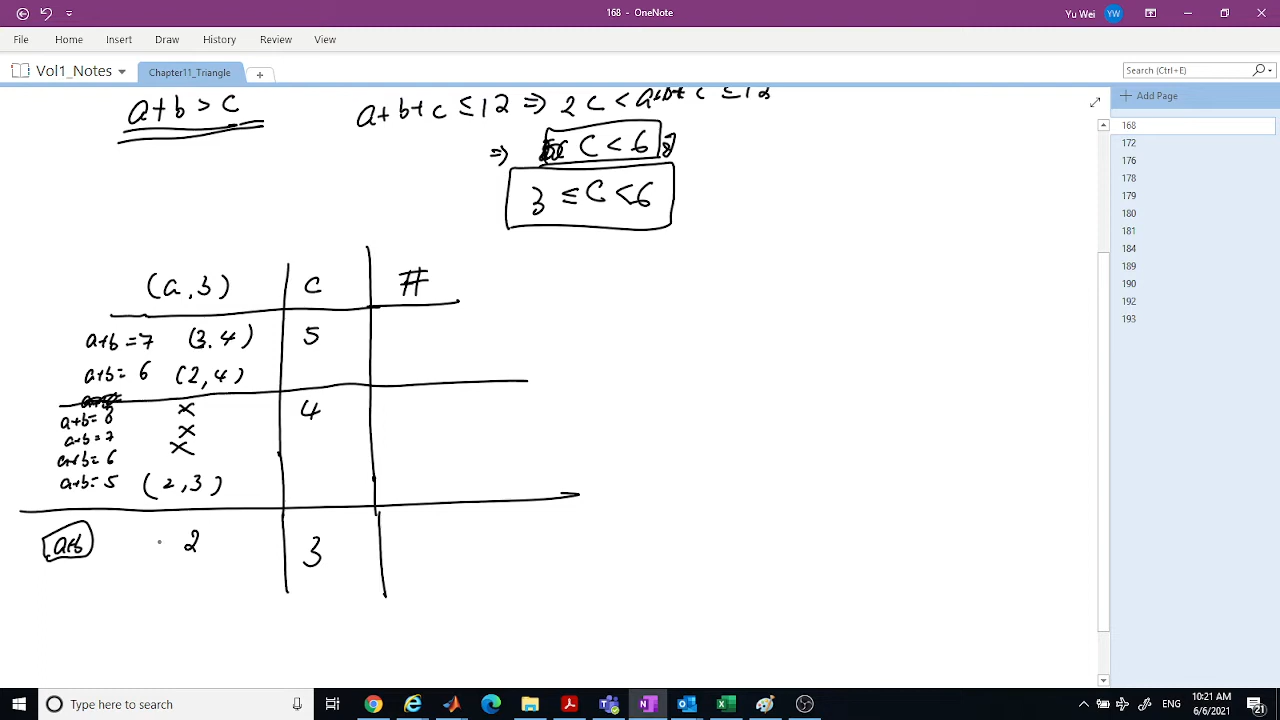 168 - OneNote
Yu Wei YW
File Home Insert Draw History Review View
Vol1_Notes Chapter11_Triangle +
Search (Ctrl+E)
Add Page
168
172
176
178
179
180
181
184
189
190
192
193
a+b > c
a+b+c ≤ 12 ⇒ 2c < a+b+c ≤ 12
⇒ c < 6
3 ≤ c < 6
(a,3) c #
a+b = 7 (3.4) 5
a+b = 6 (2,4)
a+b = 8 × 4
a+b = 7 ×
a+b = 6 ×
a+b = 5 (2,3)
a+b 2 3
Type here to search
ENG
10:21 AM
6/6/2021
21